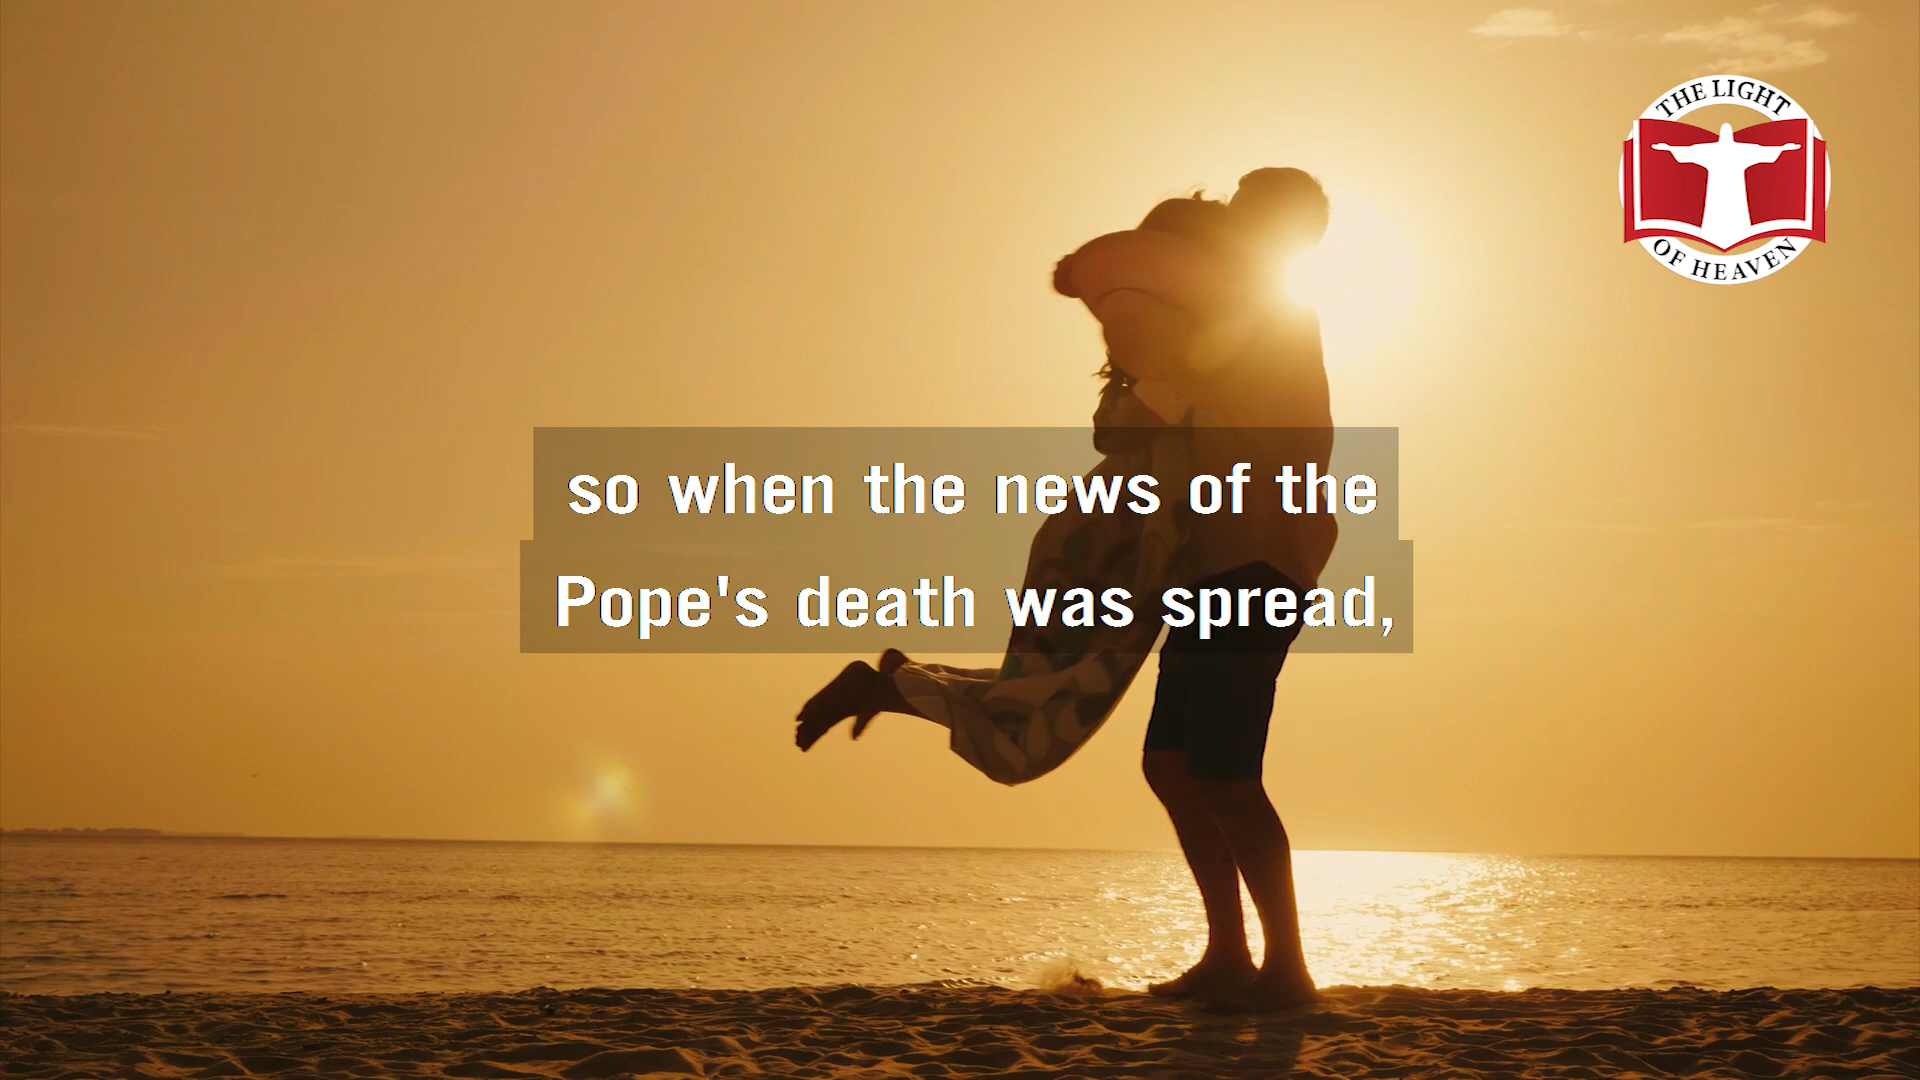 THE LIGHT
OF HEAVEN
so when the news of the
Pope's death was spread,